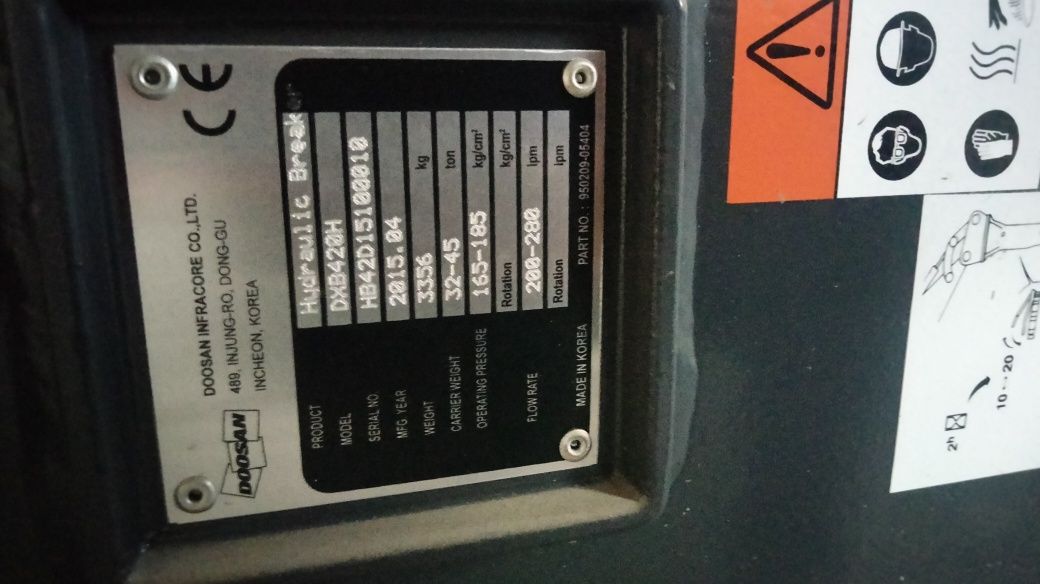 DOOSAN
DOOSAN INFRACORE CO.,LTD.
489, INJUNG-RO, DONG-GU
INCHEON, KOREA
CE
PRODUCT Hydraulic Breaker
MODEL DXB420H
SERIAL NO. HB42D15100010
MFG. YEAR 2015.04
WEIGHT 3356 kg
CARRIER WEIGHT 32-45 ton
OPERATING PRESSURE 165-185 kg/cm²
Rotation kg/cm²
FLOW RATE 200-280 lpm
Rotation lpm
MADE IN KOREA PART NO. : 950209-05404
2h
10~20